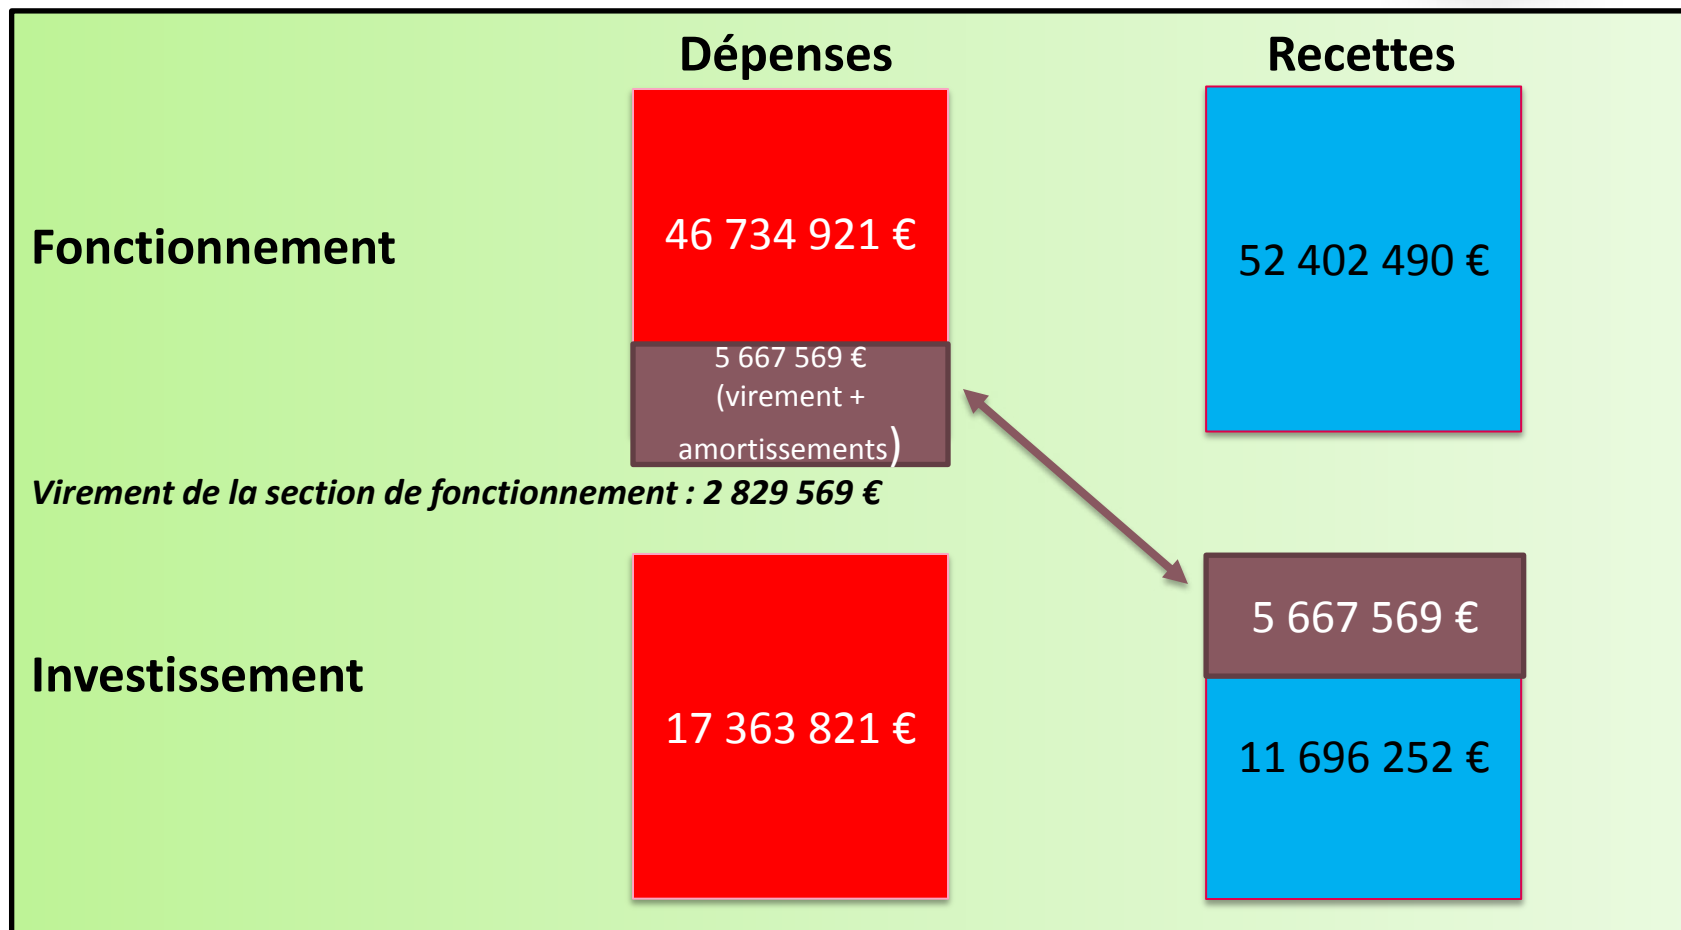 Dépenses
Recettes
Fonctionnement
46 734 921 €
52 402 490 €
5 667 569 €
(virement +
amortissements)
Virement de la section de fonctionnement : 2 829 569 €
Investissement
17 363 821 €
5 667 569 €
11 696 252 €